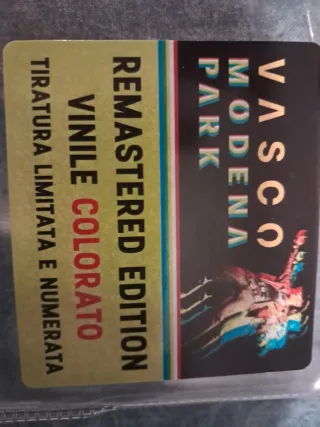 VASCO
MODENA
PARK
REMASTERED EDITION
VINILE COLORATO
TIRATURA LIMITATA E NUMERATA